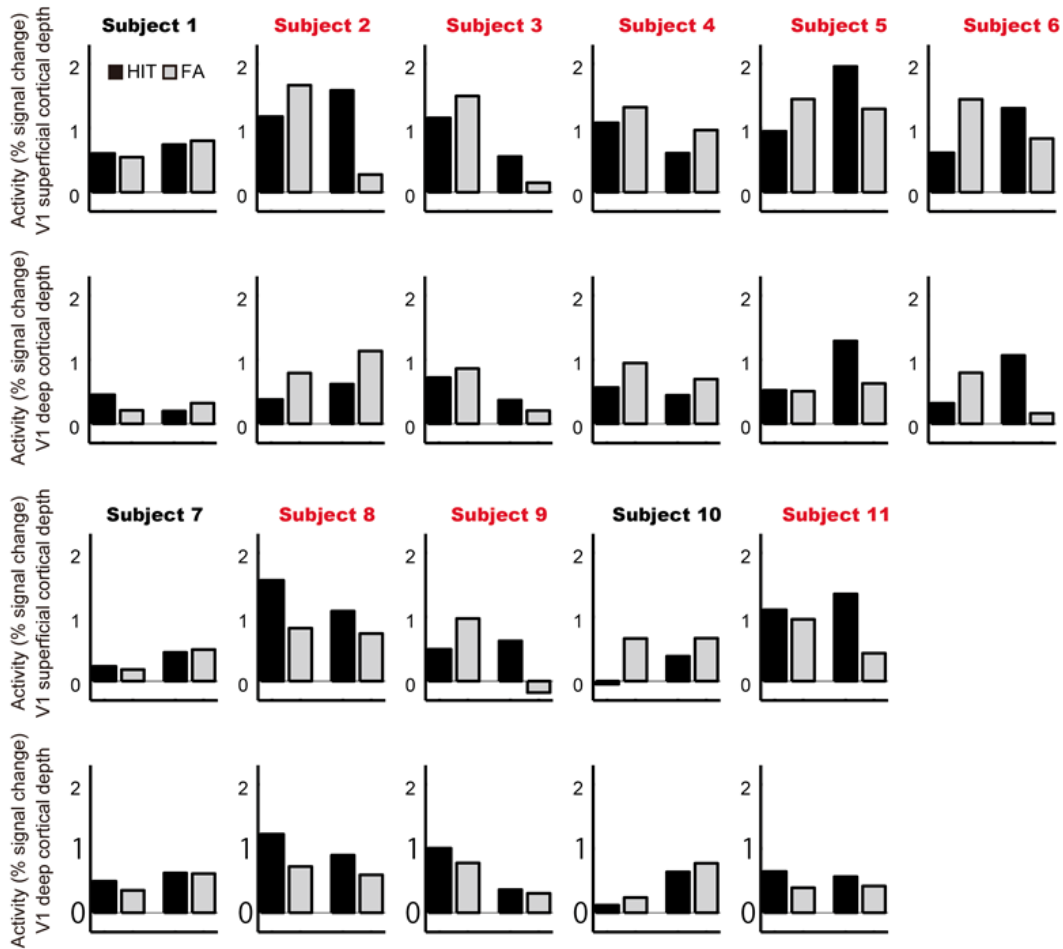 Subject 1 Subject 2 Subject 3 Subject 4 Subject 5 Subject 6
Activity (% signal change)
V1 superficial cortical depth
HIT FA
2 2 2 2 2 2
1 1 1 1 1 1
0 0 0 0 0 0
Activity (% signal change)
V1 deep cortical depth
2 2 2 2 2 2
1 1 1 1 1 1
0 0 0 0 0 0
Subject 7 Subject 8 Subject 9 Subject 10 Subject 11
Activity (% signal change)
V1 superficial cortical depth
2 2 2 2 2
1 1 1 1 1
0 0 0 0 0
Activity (% signal change)
V1 deep cortical depth
2 2 2 2 2
1 1 1 1 1
0 0 0 0 0